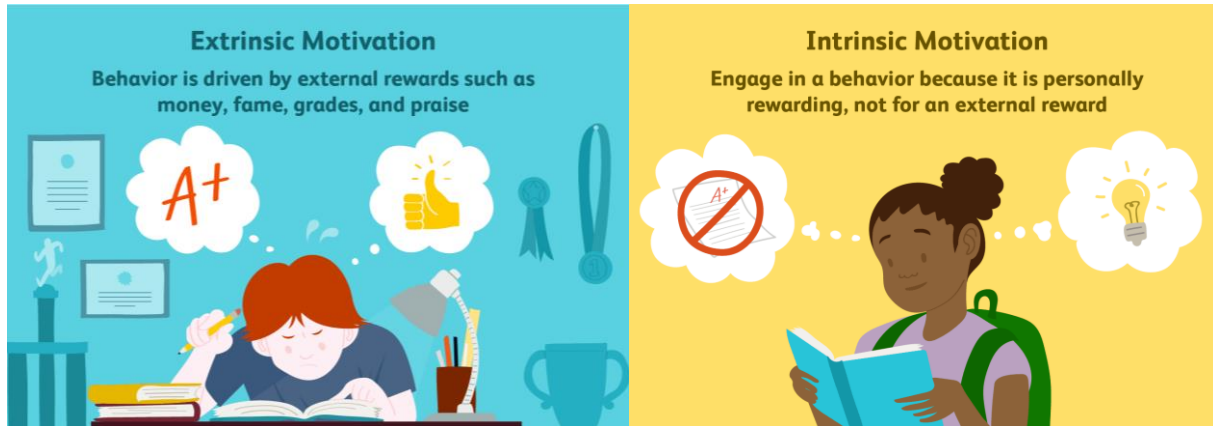 Extrinsic Motivation
Behavior is driven by external rewards such as
money, fame, grades, and praise
A+
1
Intrinsic Motivation
Engage in a behavior because it is personally
rewarding, not for an external reward
A+